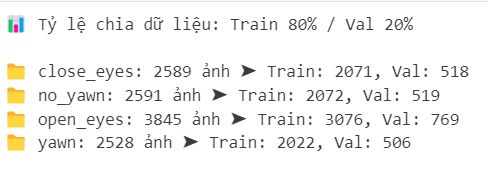 📊 Tỷ lệ chia dữ liệu: Train 80% / Val 20%
📁 close_eyes: 2589 ảnh ➤ Train: 2071, Val: 518
📁 no_yawn: 2591 ảnh ➤ Train: 2072, Val: 519
📁 open_eyes: 3845 ảnh ➤ Train: 3076, Val: 769
📁 yawn: 2528 ảnh ➤ Train: 2022, Val: 506